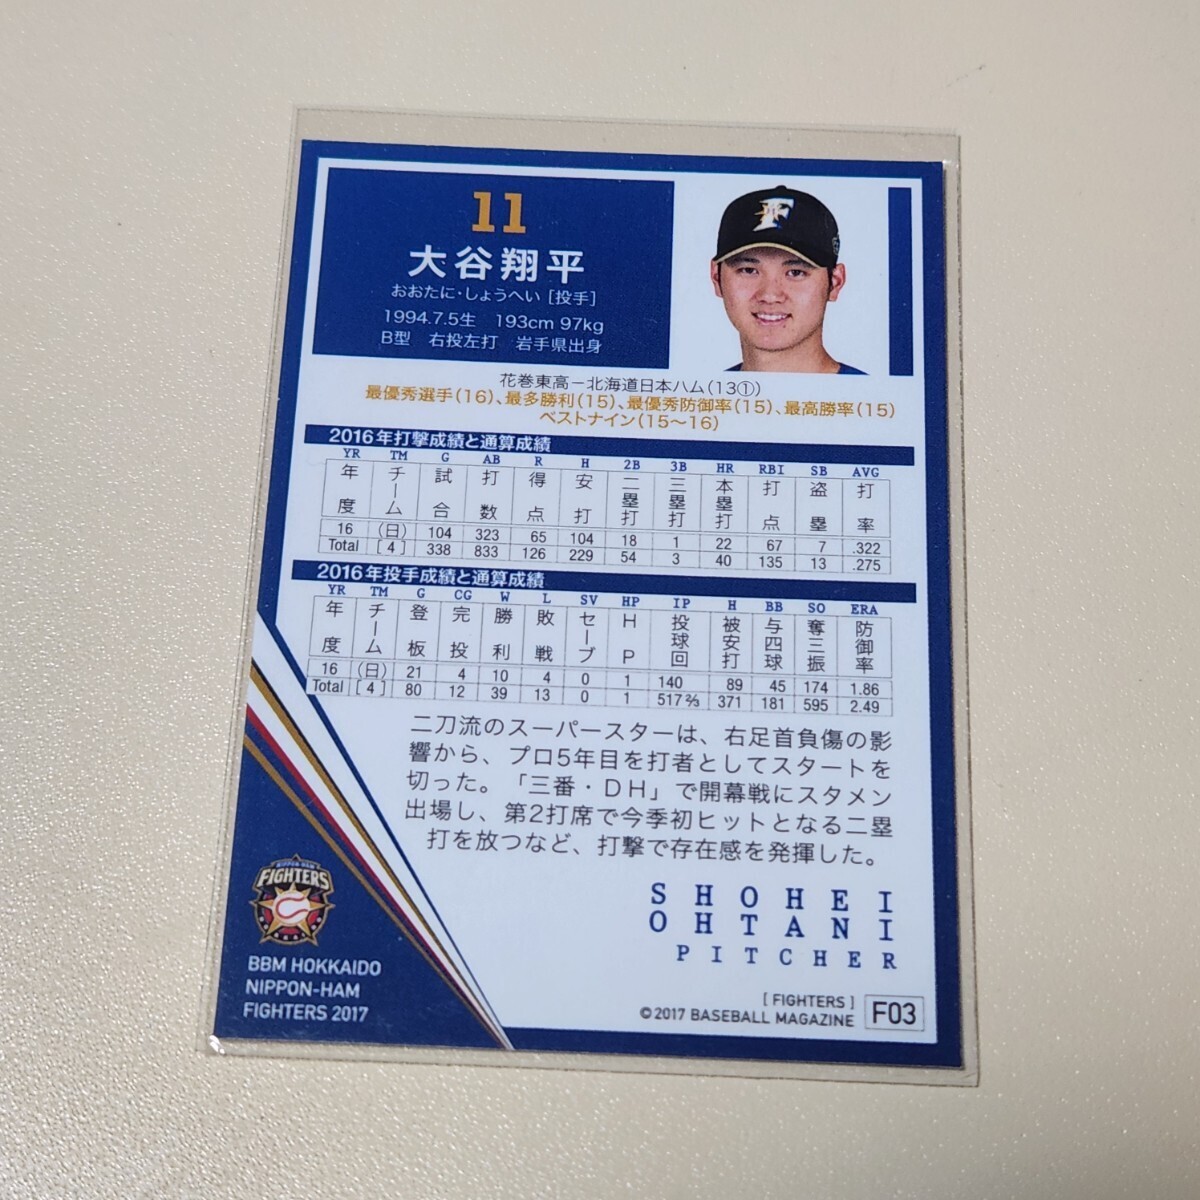 11
大谷翔平
おおたに・しょうへい [投手]
1994.7.5生 193cm 97kg
B型 右投左打 岩手県出身
F
花巻東高－北海道日本ハム(13①)
最優秀選手(16)、最多勝利(15)、最優秀防御率(15)、最高勝率(15)
ベストナイン(15〜16)
2016年打撃成績と通算成績
YR TM G AB R H 2B 3B HR RBI SB AVG
年度 チーム 試合 打数 得点 安打 二塁打 三塁打 本塁打 打点 盗塁 打率
16 (日) 104 323 65 104 18 1 22 67 7 .322
Total [4] 338 833 126 229 54 3 40 135 13 .275
2016年投手成績と通算成績
YR TM G CG W L SV HP IP H BB SO ERA
年度 チーム 登板 完投 勝利 敗戦 セーブ HP 投球回 被安打 与四球 奪三振 防御率
16 (日) 21 4 10 4 0 1 140 89 45 174 1.86
Total [4] 80 12 39 13 0 1 517⅔ 371 181 595 2.49
二刀流のスーパースターは、右足首負傷の影
響から、プロ5年目を打者としてスタートを
切った。「三番・DH」で開幕戦にスタメン
出場し、第2打席で今季初ヒットとなる二塁
打を放つなど、打撃で存在感を発揮した。
SHOHEI
OHTANI
PITCHER
NIPPON-HAM
FIGHTERS
BBM HOKKAIDO
NIPPON-HAM
FIGHTERS 2017
[ FIGHTERS ]
©2017 BASEBALL MAGAZINE
F03